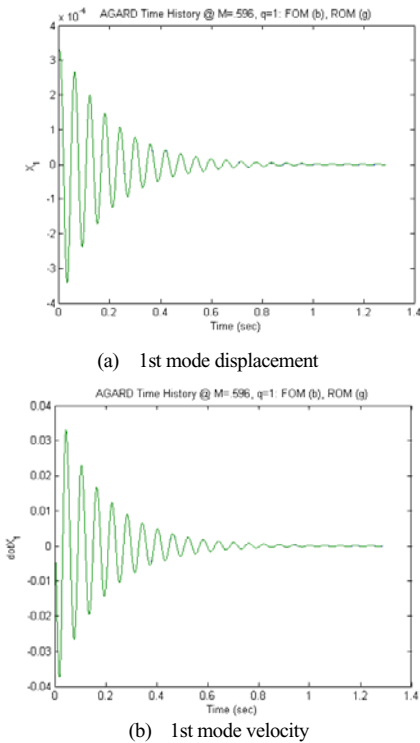 AGARD Time History @ M=.596, q=1: FOM (b), ROM (g)
x 10⁻⁴
4
3
2
1
0
-1
-2
-3
-4
X₁
0 0.2 0.4 0.6 0.8 1 1.2 1.4
Time (sec)
(a) 1st mode displacement
AGARD Time History @ M=.596, q=1: FOM (b), ROM (g)
0.04
0.03
0.02
0.01
0
-0.01
-0.02
-0.03
-0.04
dotX₁
0 0.2 0.4 0.6 0.8 1 1.2 1.4
Time (sec)
(b) 1st mode velocity